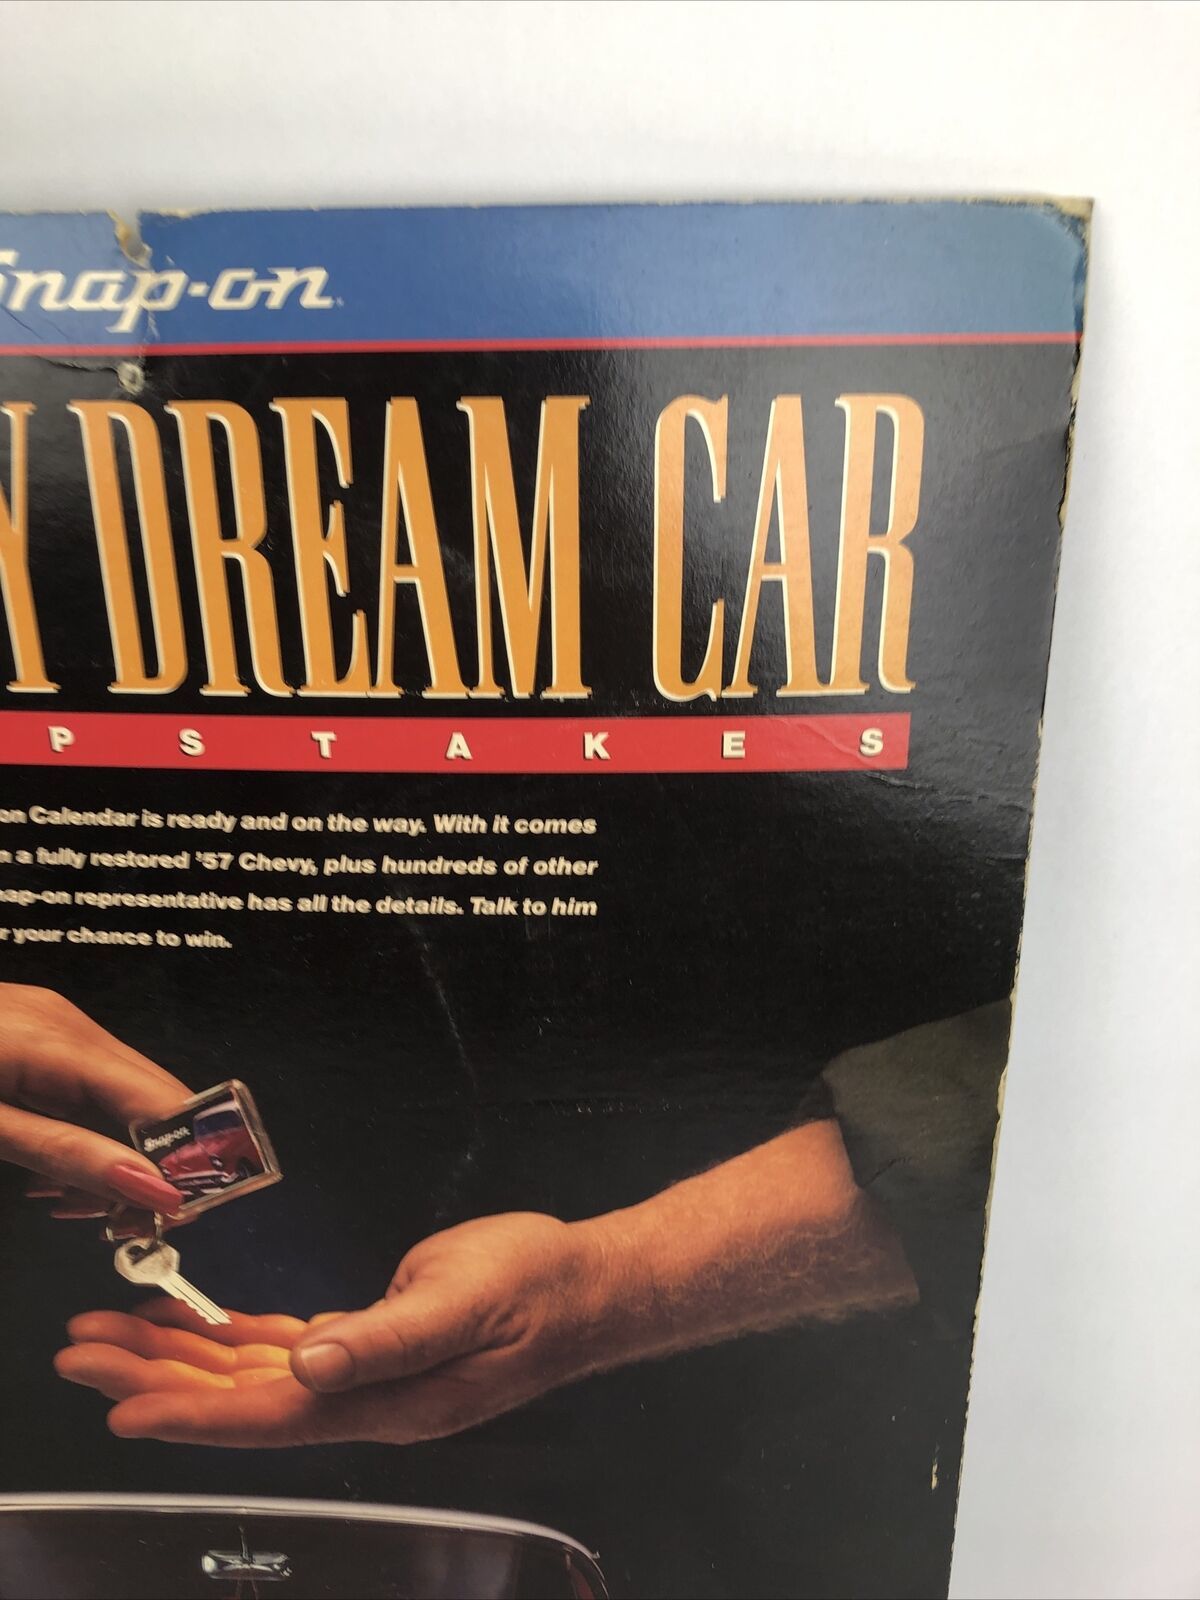 Snap-on
Y DREAM CAR
PSTAKES
on Calendar is ready and on the way. With it comes
n a fully restored '57 Chevy, plus hundreds of other
nap-on representative has all the details. Talk to him
r your chance to win.
Snap-on